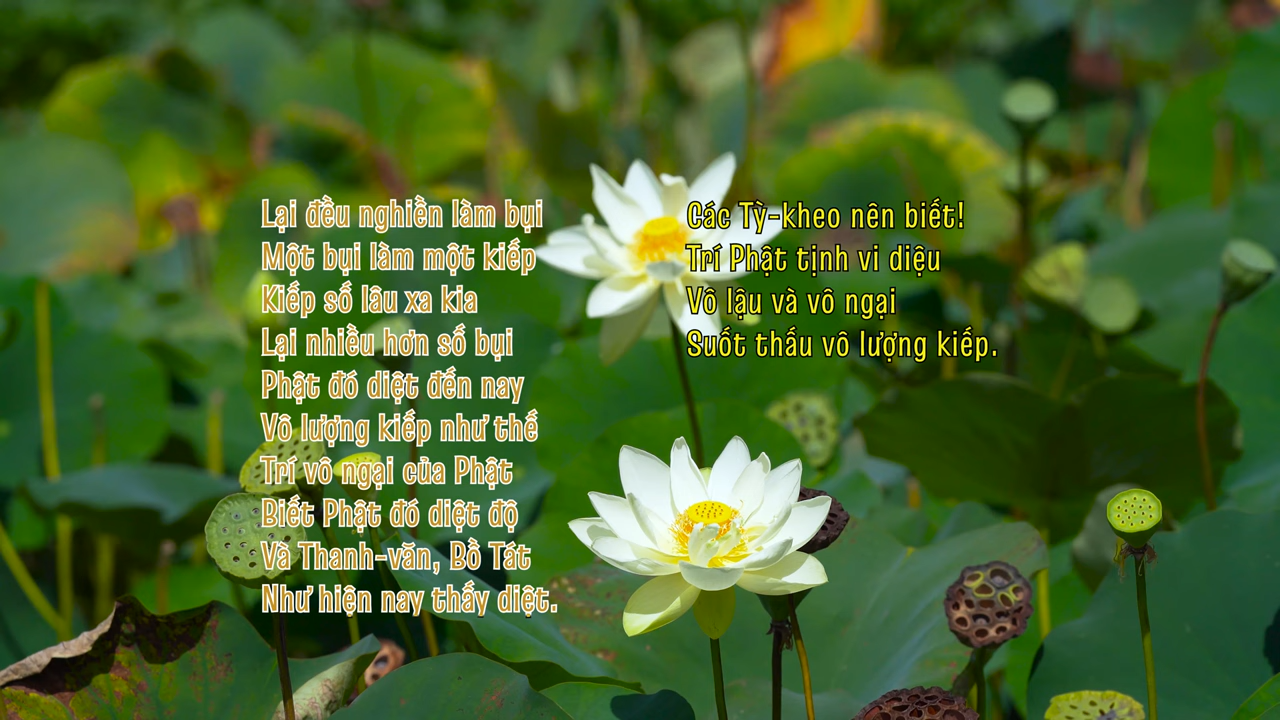 Lại đều nghiền làm bụi
Một bụi làm một kiếp
Kiếp số lâu xa kia
Lại nhiều hơn số bụi
Phật đó diệt đến nay
Vô lượng kiếp như thế
Trí vô ngại của Phật
Biết Phật đó diệt độ
Và Thanh-văn, Bồ Tát
Như hiện nay thấy diệt.
Các Tỳ-kheo nên biết!
Trí Phật tịnh vi diệu
Vô lậu và vô ngại
Suốt thấu vô lượng kiếp.